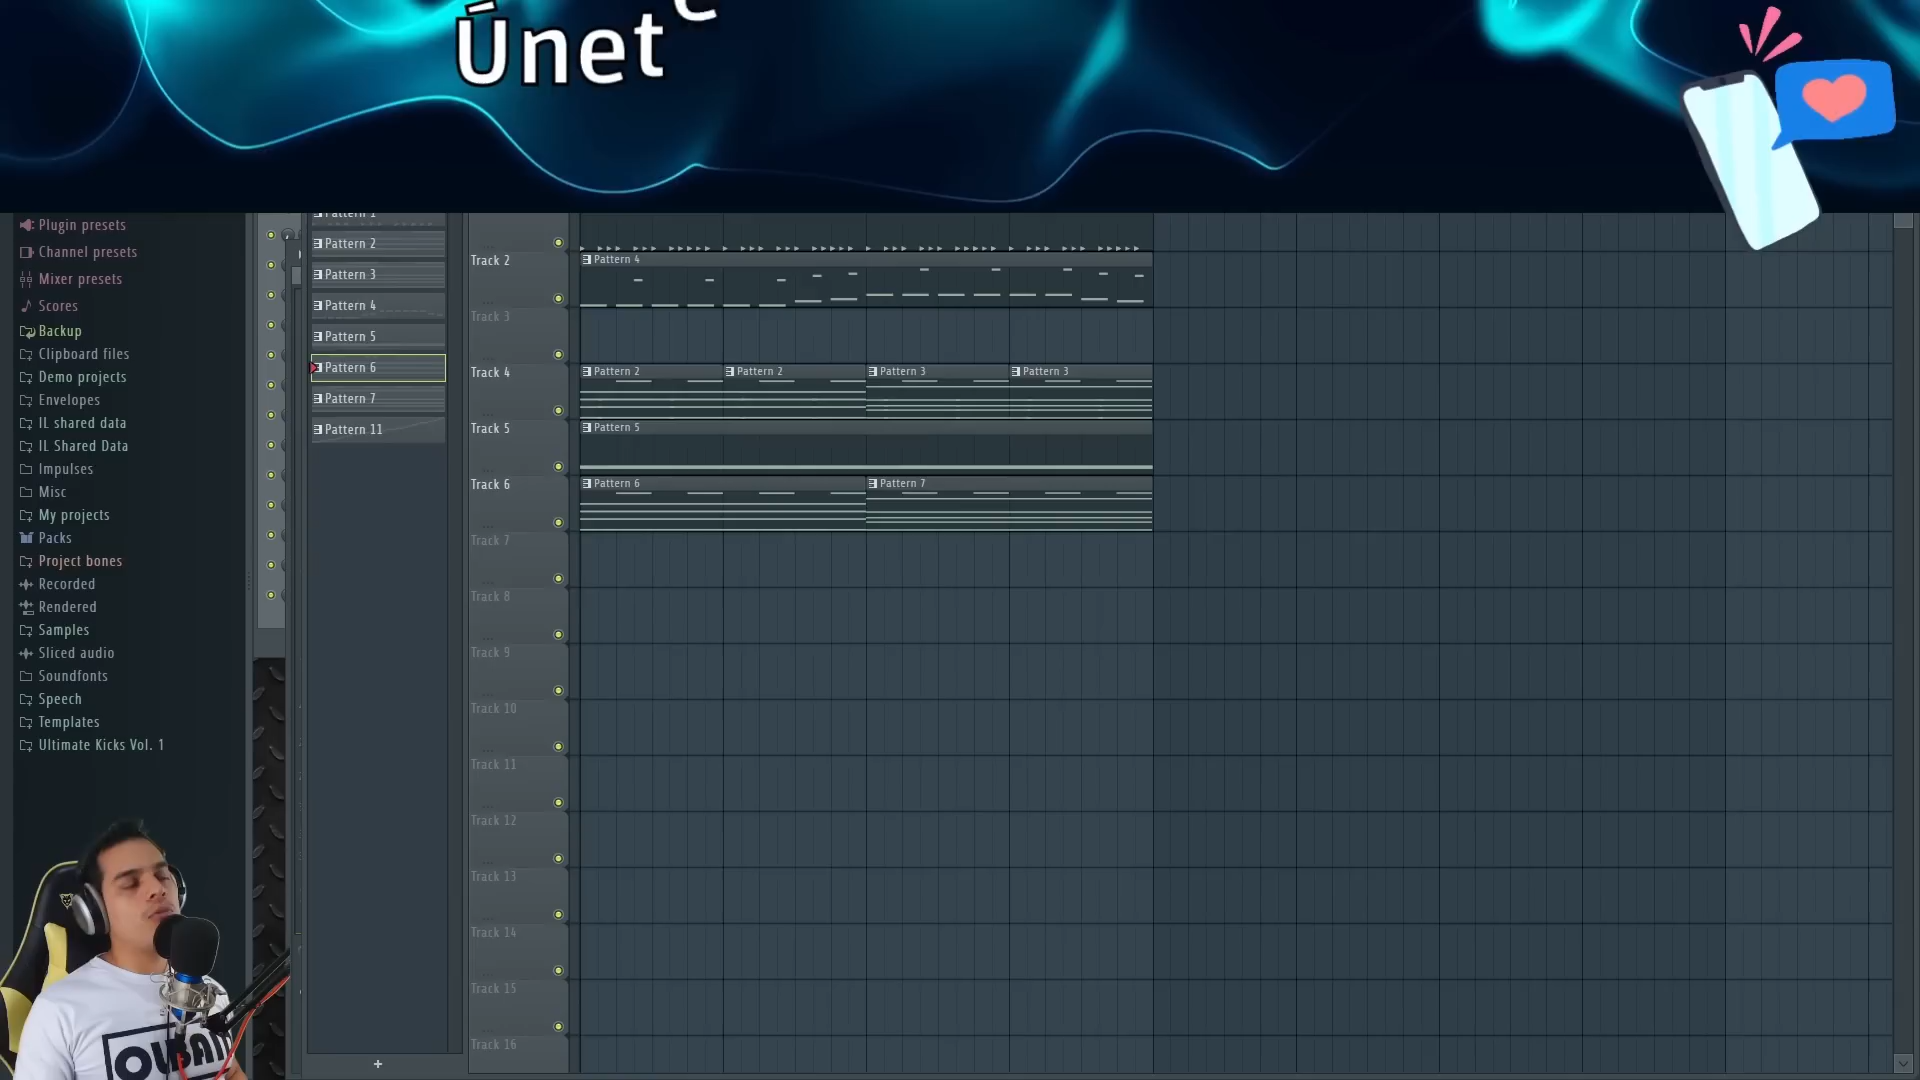 Únet
Plugin presets
Channel presets
Mixer presets
Scores
Backup
Clipboard files
Demo projects
Envelopes
IL shared data
IL Shared Data
Impulses
Misc
My projects
Packs
Project bones
Recorded
Rendered
Samples
Sliced audio
Soundfonts
Speech
Templates
Ultimate Kicks Vol. 1
Pattern 1
Pattern 2
Pattern 3
Pattern 4
Pattern 5
Pattern 6
Pattern 7
Pattern 11
+
Track 2
Pattern 4
Track 3
Track 4
Pattern 2
Pattern 2
Pattern 3
Pattern 3
Track 5
Pattern 5
Track 6
Pattern 6
Pattern 7
Track 7
Track 8
Track 9
Track 10
Track 11
Track 12
Track 13
Track 14
Track 15
Track 16